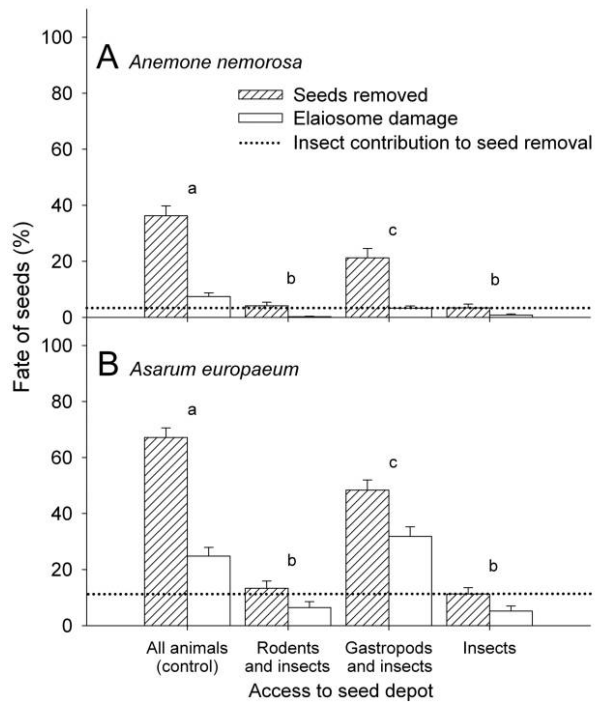 100
A Anemone nemorosa
80
Seeds removed
Elaiosome damage
Insect contribution to seed removal
60
40
20
0
a
b
c
b
Fate of seeds (%)
B Asarum europaeum
80
60
40
20
0
a
b
c
b
All animals
(control)
Rodents
and insects
Gastropods
and insects
Insects
Access to seed depot